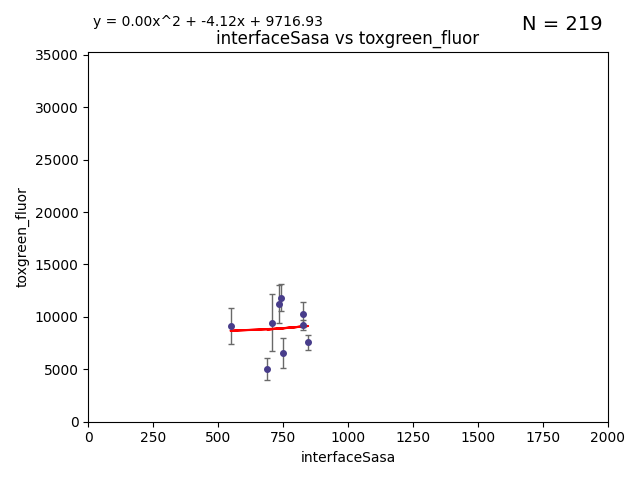 y = 0.00x^2 + -4.12x + 9716.93
N = 219
interfaceSasa vs toxgreen_fluor
35000
30000
25000
20000
15000
10000
5000
0
toxgreen_fluor
0 250 500 750 1000 1250 1500 1750 2000
interfaceSasa